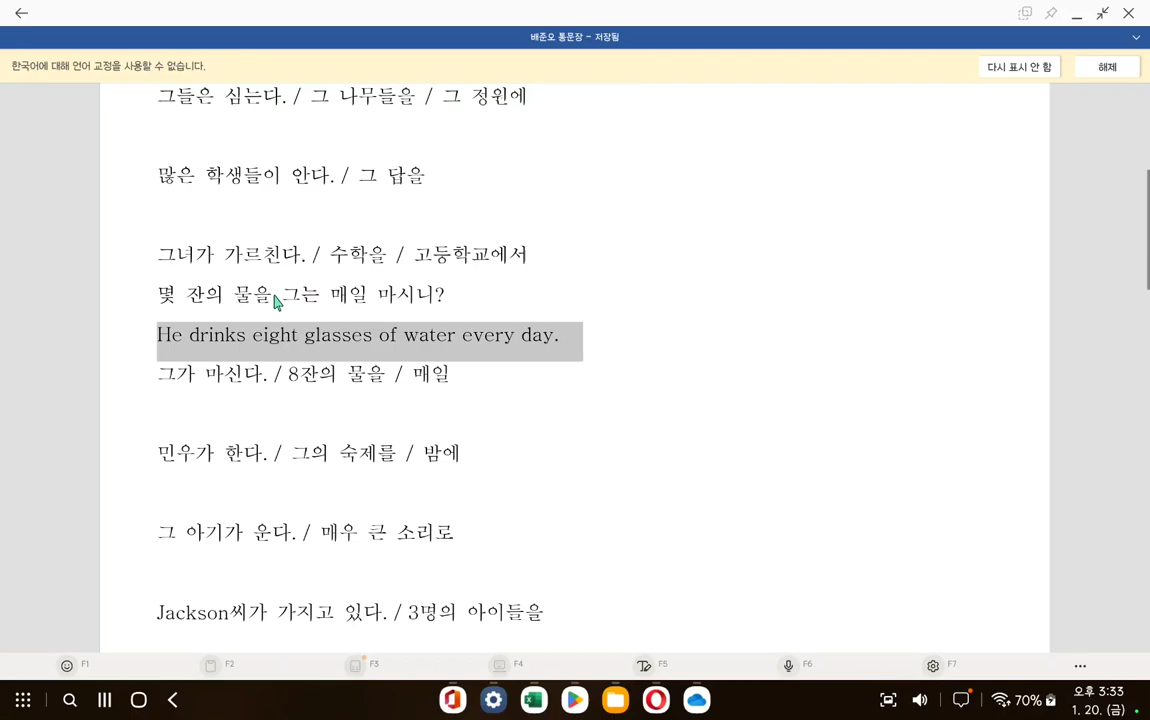 배준오 통문장 - 저장됨
한국어에 대해 언어 교정을 사용할 수 없습니다.
다시 표시 안 함
해제
그들은 심는다. / 그 나무들을 / 그 정원에
많은 학생들이 안다. / 그 답을
그녀가 가르친다. / 수학을 / 고등학교에서
몇 잔의 물을 그는 매일 마시니?
He drinks eight glasses of water every day.
그가 마신다. / 8잔의 물을 / 매일
민우가 한다. / 그의 숙제를 / 밤에
그 아기가 운다. / 매우 큰 소리로
Jackson씨가 가지고 있다. / 3명의 아이들을
F1 F2 F3 F4 F5 F6 F7
70%
오후 3:33
1. 20. (금)